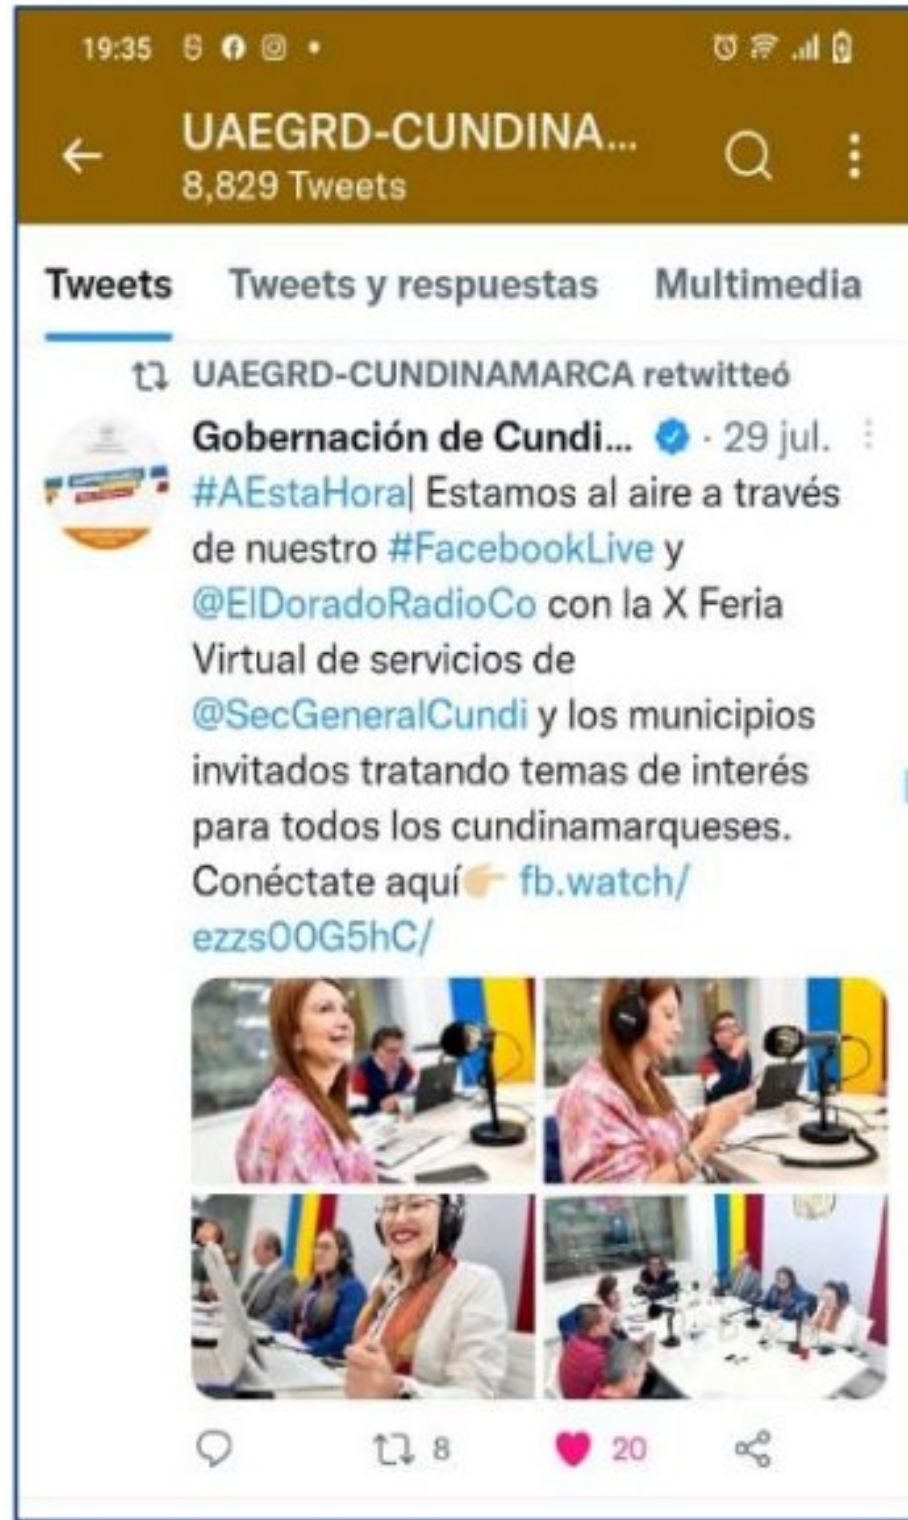 19:35
UAEGRD-CUNDINA...
8,829 Tweets
Tweets Tweets y respuestas Multimedia
UAEGRD-CUNDINAMARCA retwitteó
Gobernación de Cundi... · 29 jul.
#AEstaHora| Estamos al aire a través
de nuestro #FacebookLive y
@ElDoradoRadioCo con la X Feria
Virtual de servicios de
@SecGeneralCundi y los municipios
invitados tratando temas de interés
para todos los cundinamarqueses.
Conéctate aquí👉🏼 fb.watch/
ezzs00G5hC/
8 20